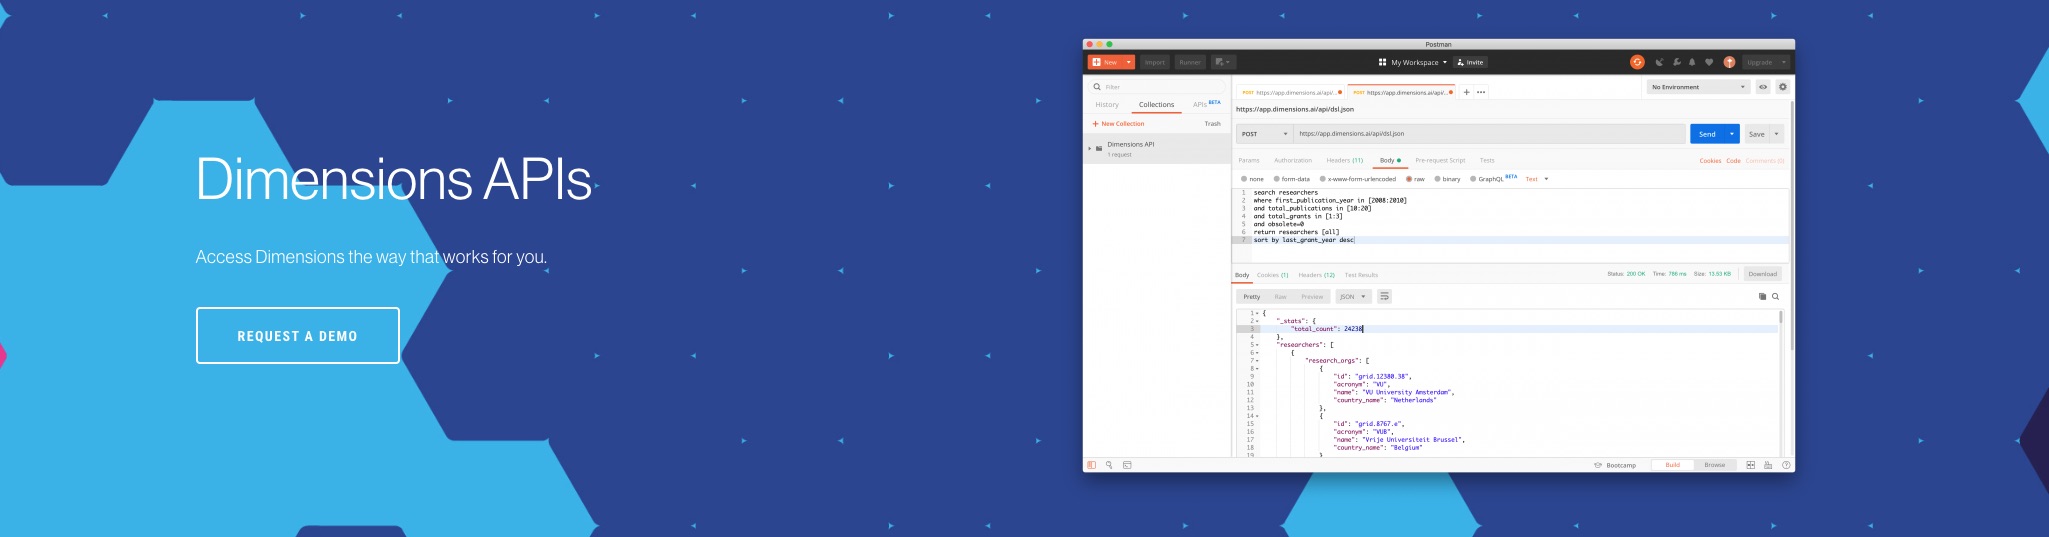 Dimensions APIs
Access Dimensions the way that works for you.
REQUEST A DEMO
Postman
New Import Runner My Workspace Invite Upgrade
Filter
History Collections APIs BETA
+ New Collection Trash
Dimensions API
1 request
POST https://app.dimensions.ai/api/... POST https://app.dimensions.ai/api/... + ••• No Environment
https://app.dimensions.ai/api/dsl.json
POST https://app.dimensions.ai/api/dsl.json Send Save
Params Authorization Headers (11) Body Pre-request Script Tests Cookies Code Comments (0)
none form-data x-www-form-urlencoded raw binary GraphQL BETA Text
1 search researchers
2 where first_publication_year in [2008:2010]
3 and total_publications in [10:20]
4 and total_grants in [1:3]
5 and obsolete=0
6 return researchers [all]
7 sort by last_grant_year desc
Body Cookies (1) Headers (12) Test Results Status: 200 OK Time: 786 ms Size: 13.53 KB Download
Pretty Raw Preview JSON
1 {
2 "_stats": {
3 "total_count": 24238
4 },
5 "researchers": [
6 {
7 "research_orgs": [
8 {
9 "id": "grid.12380.38",
10 "acronym": "VU",
11 "name": "VU University Amsterdam",
12 "country_name": "Netherlands"
13 },
14 {
15 "id": "grid.8767.e",
16 "acronym": "VUB",
17 "name": "Vrije Universiteit Brussel",
18 "country_name": "Belgium"
19 }
Bootcamp Build Browse